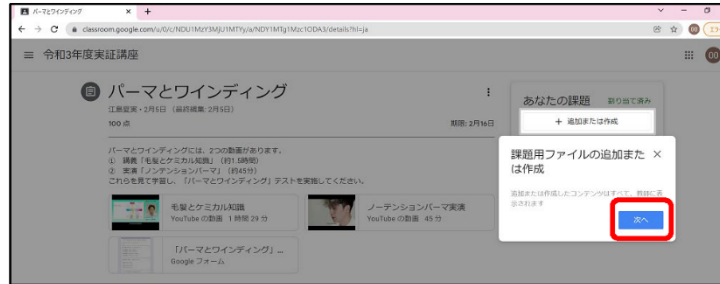 パーマとワインディング
classroom.google.com/u/0/c/NDU1MzY3MjU1MTYy/a/NDY1MTg1Mzc1ODA3/details?hl=ja
令和3年度実証講座
00
パーマとワインディング
江島夏実・2月5日 (最終編集: 2月5日)
100 点
期限: 2月16日
パーマとワインディングには、2つの動画があります。
① 講義「毛髪とケミカル知識」(約1.5時間)
② 実演「ノーテンションパーマ」(約45分)
これらを見て学習し、「パーマとワインディング」テストを実施してください。
毛髪とケミカル知識
YouTube の動画 1 時間 29 分
ノーテンションパーマ実演
YouTube の動画 45 分
「パーマとワインディング」...
Google フォーム
あなたの課題
割り当て済み
+ 追加または作成
課題用ファイルの追加また
は作成
追加または作成したコンテンツはすべて、教師に表
示されます
次へ